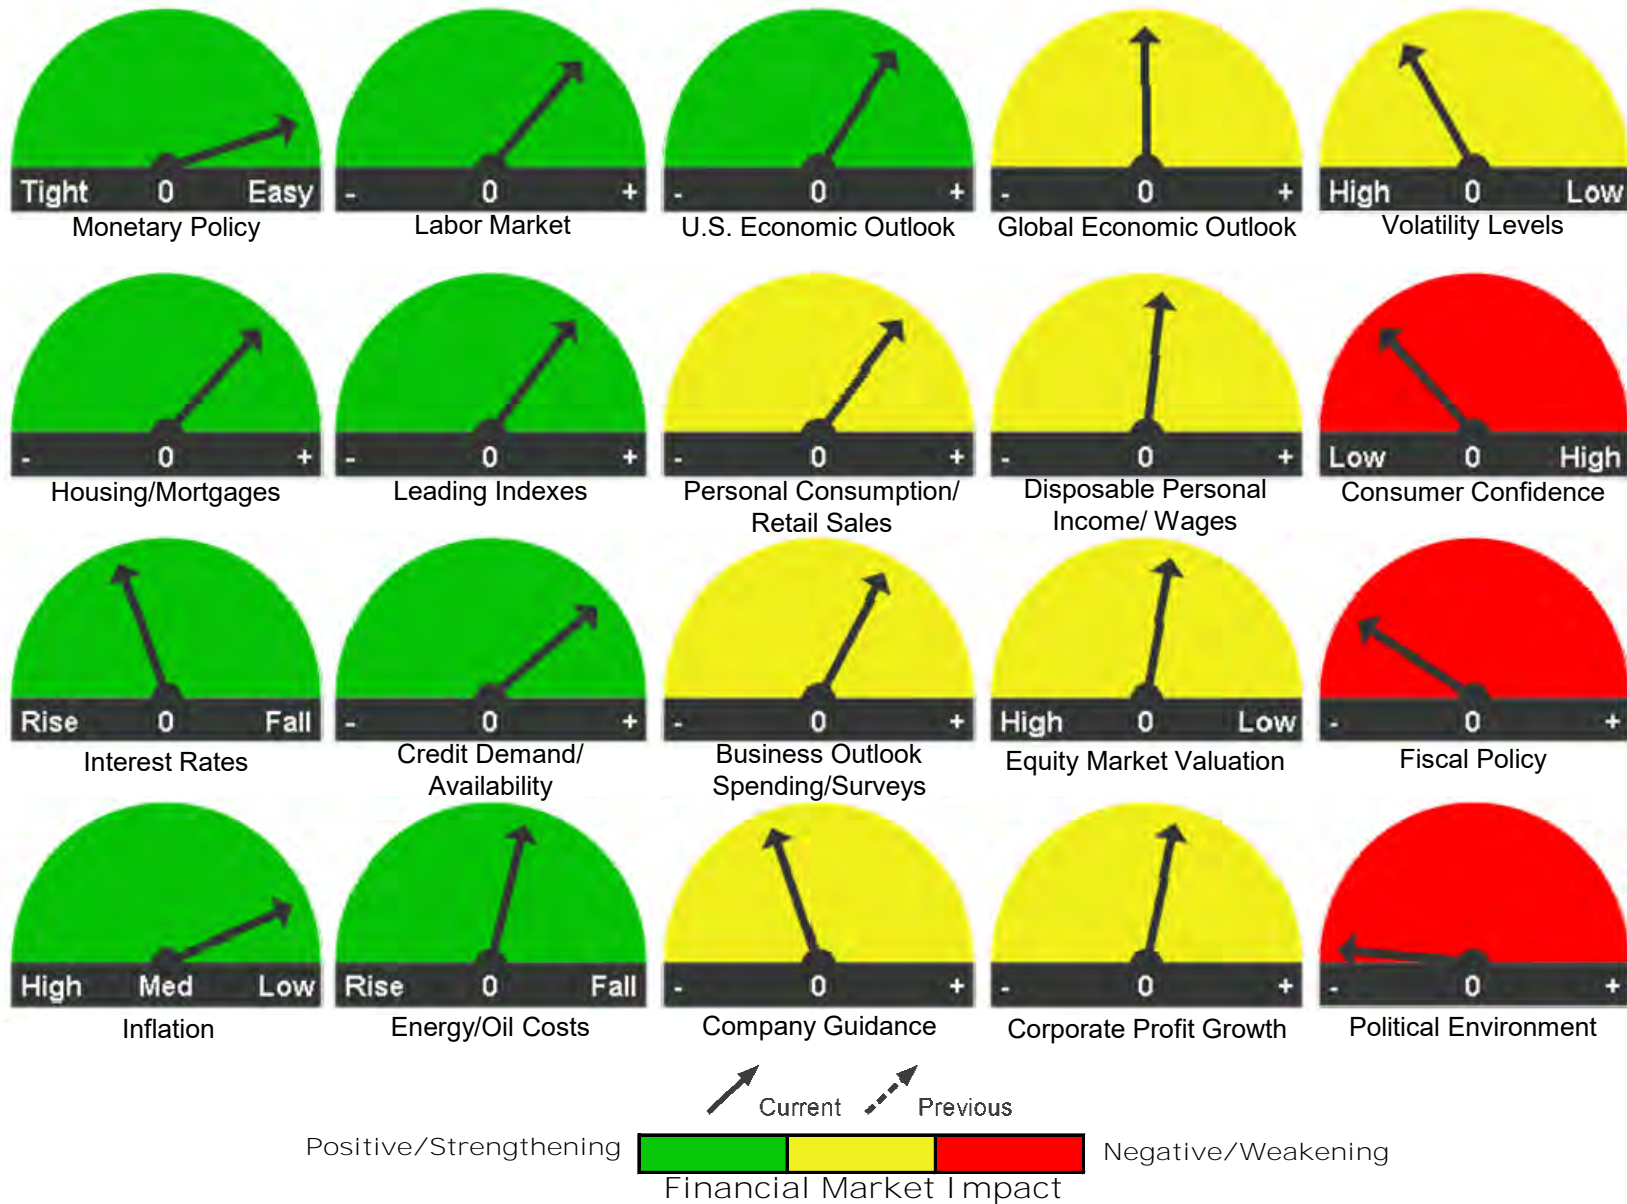 Tight 0 Easy
Monetary Policy
- 0 +
Labor Market
- 0 +
U.S. Economic Outlook
- 0 +
Global Economic Outlook
High 0 Low
Volatility Levels
- 0 +
Housing/Mortgages
- 0 +
Leading Indexes
- 0 +
Personal Consumption/
Retail Sales
- 0 +
Disposable Personal
Income/ Wages
Low 0 High
Consumer Confidence
Rise 0 Fall
Interest Rates
- 0 +
Credit Demand/
Availability
- 0 +
Business Outlook
Spending/Surveys
High 0 Low
Equity Market Valuation
- 0 +
Fiscal Policy
High Med Low
Inflation
Rise 0 Fall
Energy/Oil Costs
- 0 +
Company Guidance
- 0 +
Corporate Profit Growth
- 0 +
Political Environment
Current Previous
Positive/Strengthening Negative/Weakening
Financial Market Impact